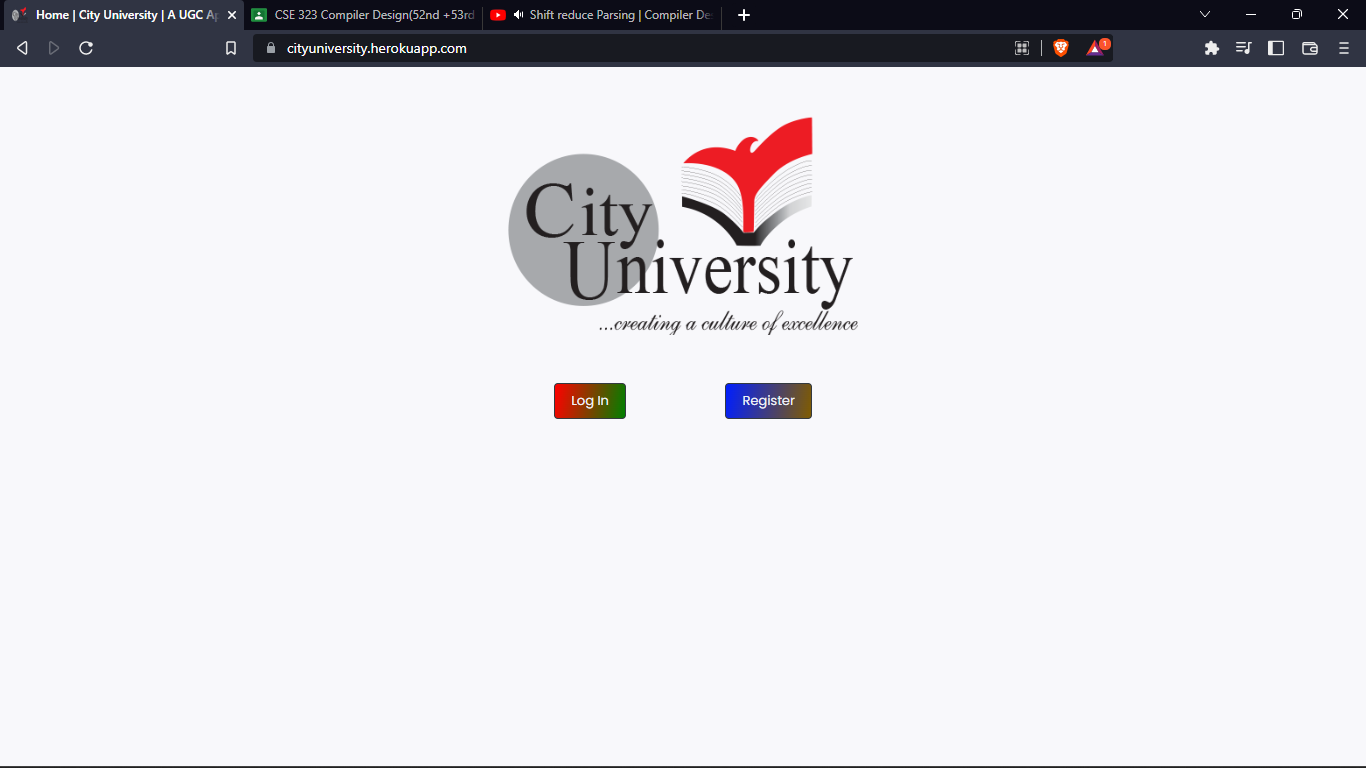 Home | City University | A UGC Ap
CSE 323 Compiler Design(52nd +53rd
Shift reduce Parsing | Compiler De
cityuniversity.herokuapp.com
1
City
University
...creating a culture of excellence
Log In
Register